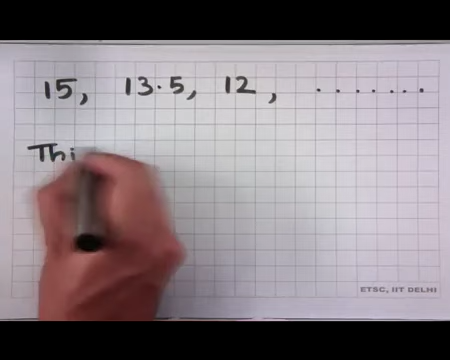 15, 13.5, 12, .......
Thi
ETSC, IIT DELHI